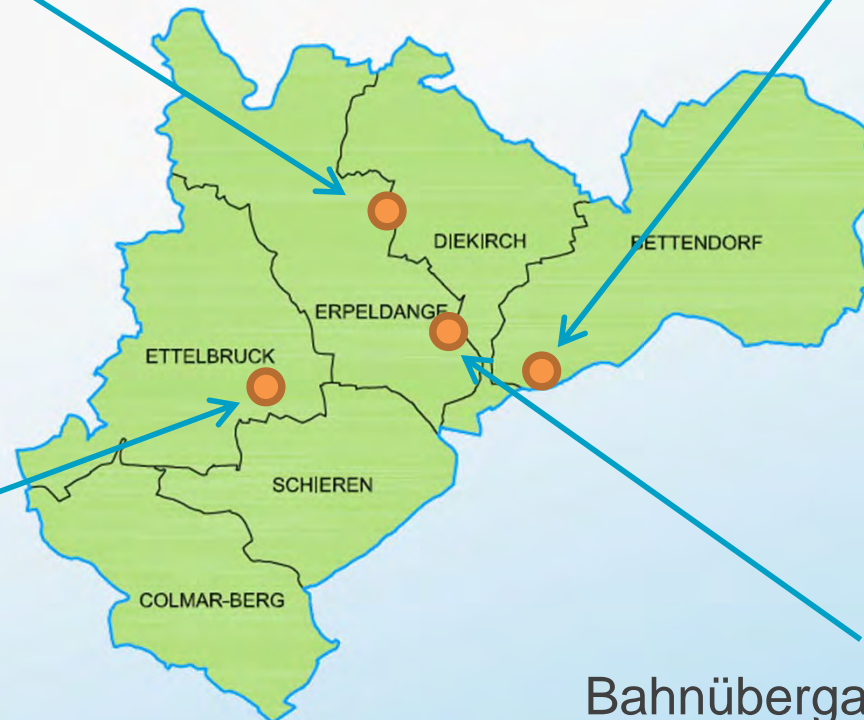 DIEKIRCH
BETTENDORF
ERPELDANGE
ETTELBRUCK
SCHIEREN
COLMAR-BERG
Bahnüberga